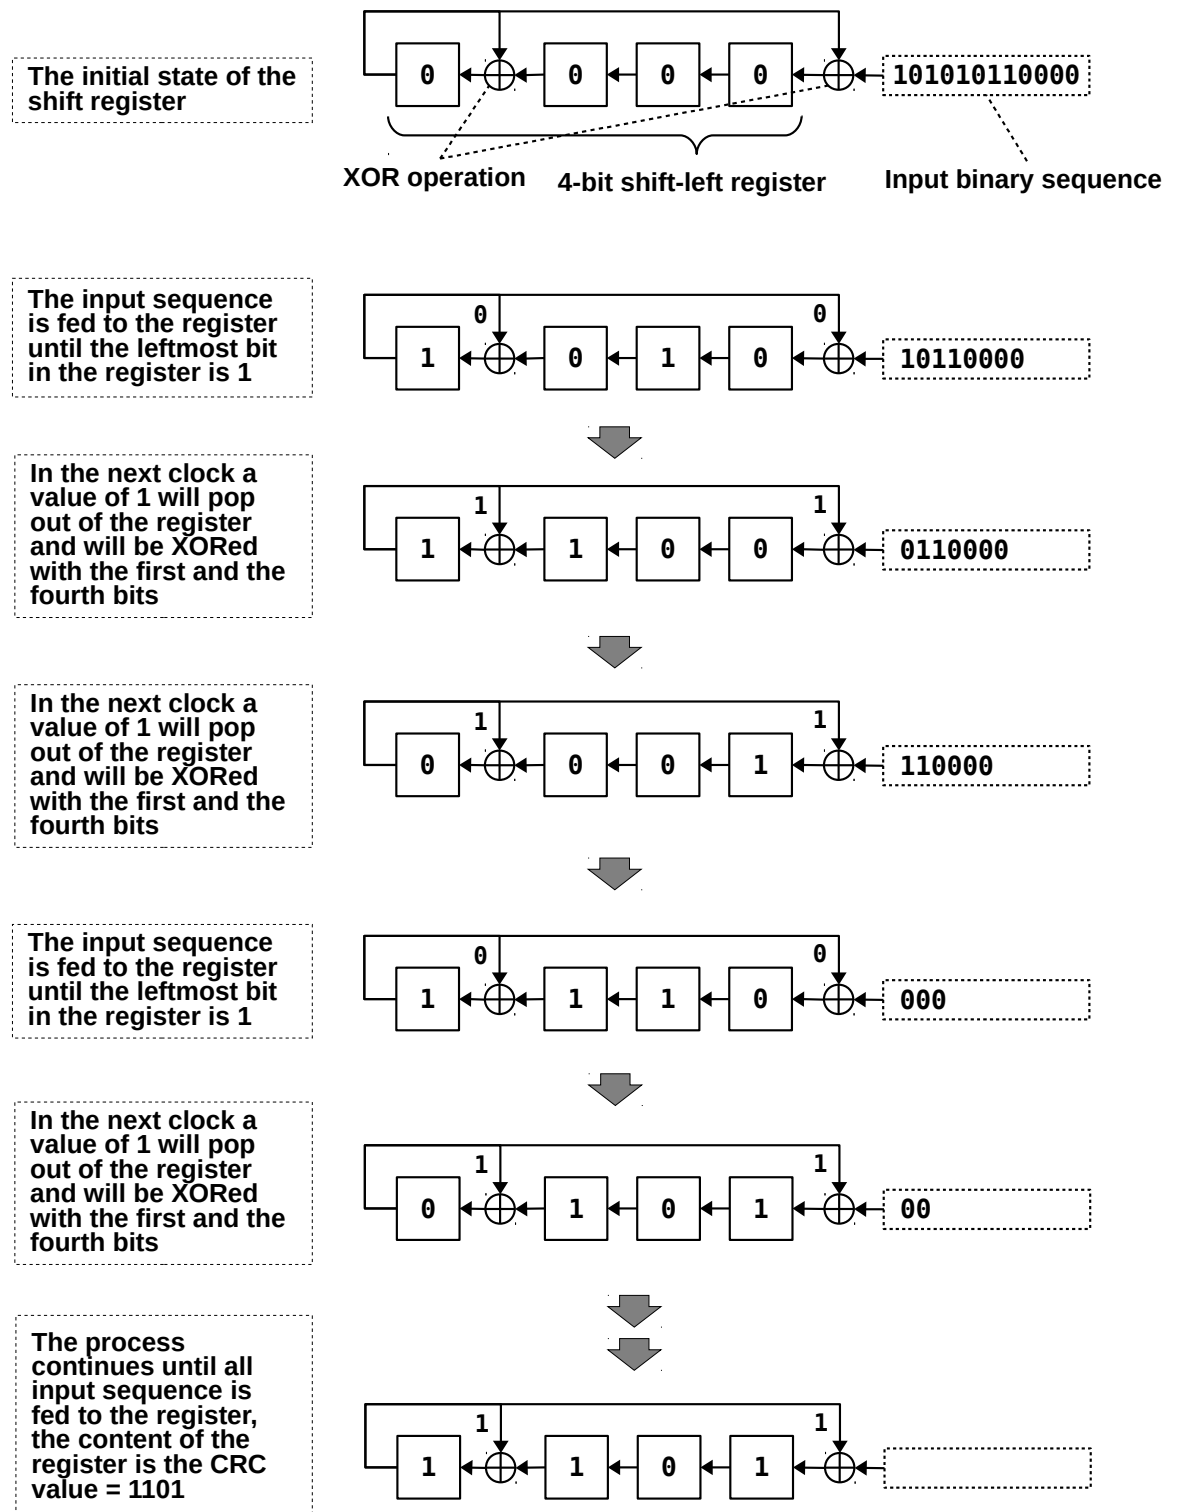 The initial state of the
shift register
0 0 0 0 101010110000
XOR operation
4-bit shift-left register
Input binary sequence
The input sequence
is fed to the register
until the leftmost bit
in the register is 1
0 0
1 0 1 0 10110000
In the next clock a
value of 1 will pop
out of the register
and will be XORed
with the first and the
fourth bits
1 1
1 1 0 0 0110000
In the next clock a
value of 1 will pop
out of the register
and will be XORed
with the first and the
fourth bits
1 1
0 0 0 1 110000
The input sequence
is fed to the register
until the leftmost bit
in the register is 1
0 0
1 1 1 0 000
In the next clock a
value of 1 will pop
out of the register
and will be XORed
with the first and the
fourth bits
1 1
0 1 0 1 00
The process
continues until all
input sequence is
fed to the register,
the content of the
register is the CRC
value = 1101
1 1
1 1 0 1